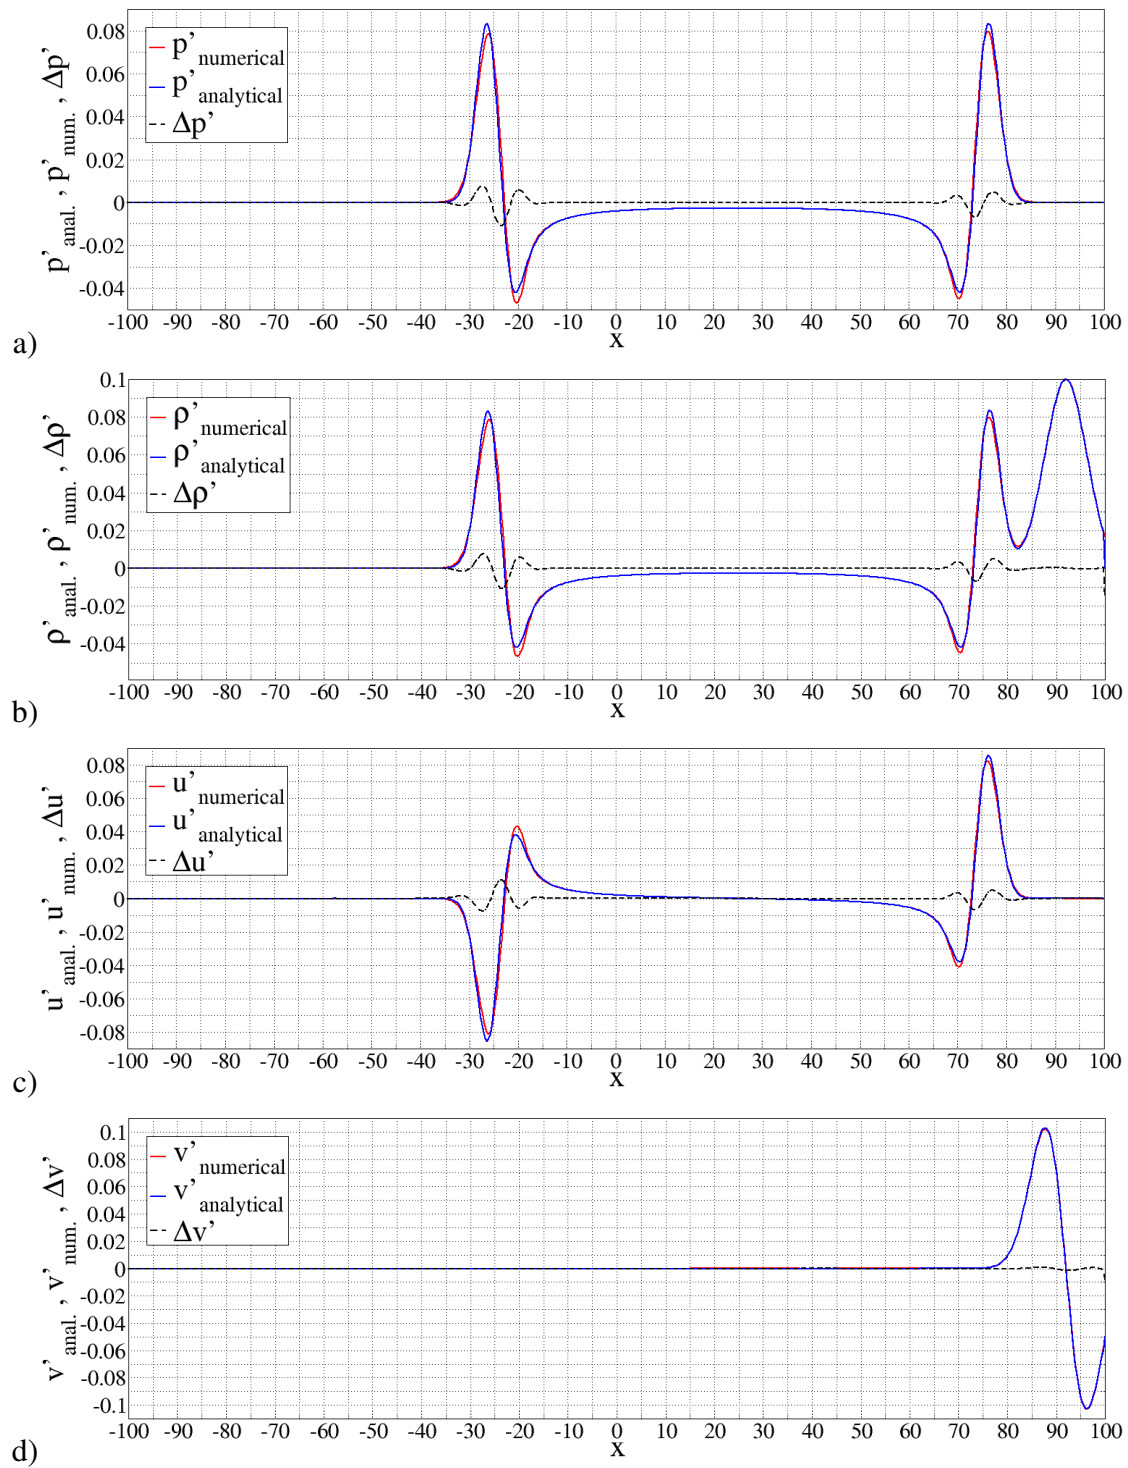 p'anal. , p'num. , Δp'
0.08
0.06
0.04
0.02
0
-0.02
-0.04
p'numerical
p'analytical
Δp'
-100 -90 -80 -70 -60 -50 -40 -30 -20 -10 0 10 20 30 40 50 60 70 80 90 100
x
a)
ρ'anal. , ρ'num. , Δρ'
0.1
0.08
0.06
0.04
0.02
0
-0.02
-0.04
ρ'numerical
ρ'analytical
Δρ'
-100 -90 -80 -70 -60 -50 -40 -30 -20 -10 0 10 20 30 40 50 60 70 80 90 100
x
b)
u'anal. , u'num. , Δu'
0.08
0.06
0.04
0.02
0
-0.02
-0.04
-0.06
-0.08
u'numerical
u'analytical
Δu'
-100 -90 -80 -70 -60 -50 -40 -30 -20 -10 0 10 20 30 40 50 60 70 80 90 100
x
c)
v'anal. , v'num. , Δv'
0.1
0.08
0.06
0.04
0.02
0
-0.02
-0.04
-0.06
-0.08
-0.1
v'numerical
v'analytical
Δv'
-100 -90 -80 -70 -60 -50 -40 -30 -20 -10 0 10 20 30 40 50 60 70 80 90 100
x
d)